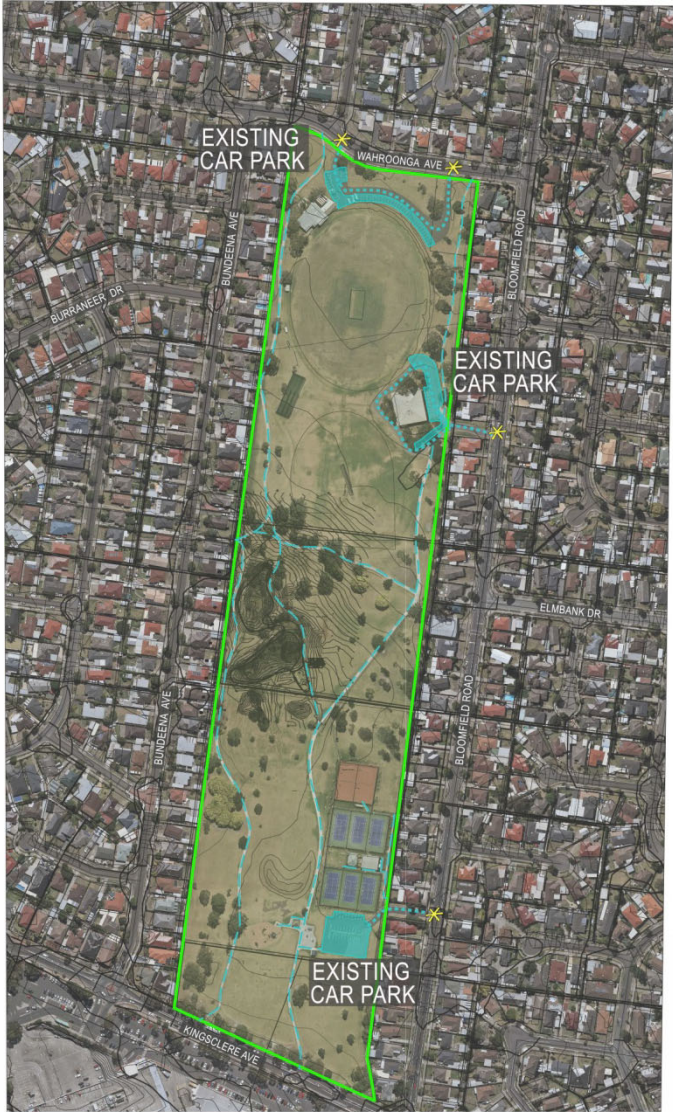 EXISTING
CAR PARK
WAHROONGA AVE
BUNDEENA AVE
BLOOMFIELD ROAD
BURRANEER DR
EXISTING
CAR PARK
ELMBANK DR
BUNDEENA AVE
BLOOMFIELD ROAD
EXISTING
CAR PARK
KINGSCLERE AVE